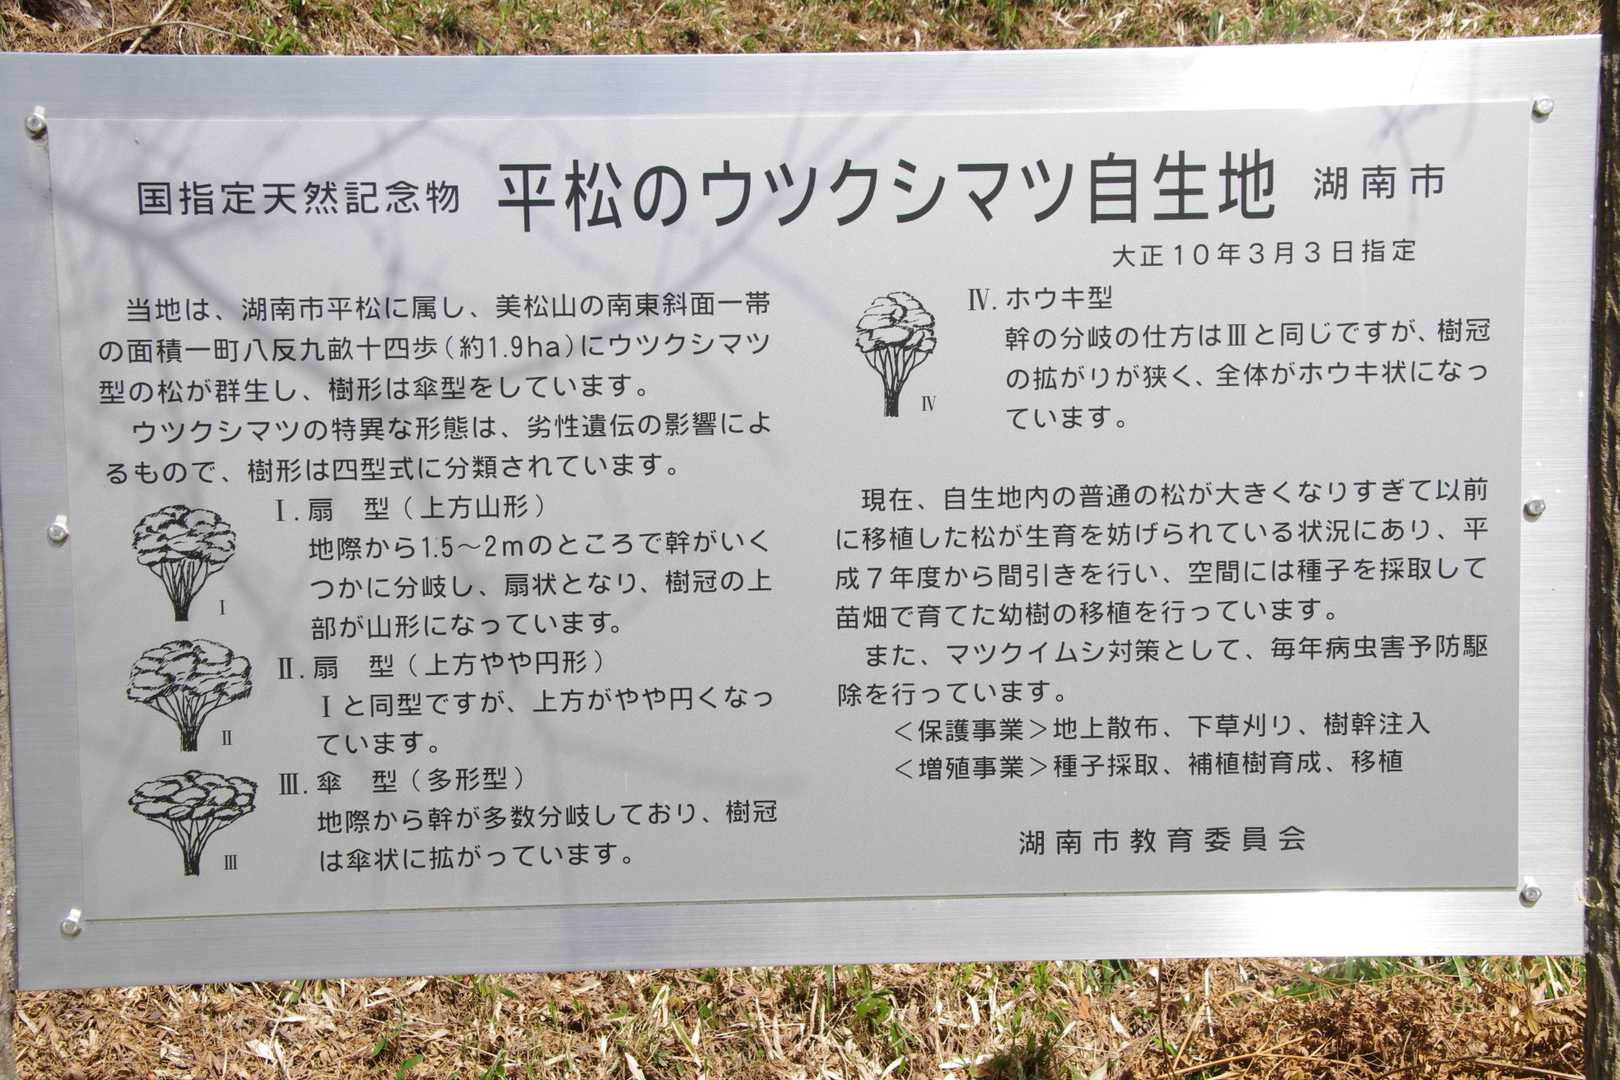 国指定天然記念物 平松のウツクシマツ自生地 湖南市
大正10年3月3日指定
当地は、湖南市平松に属し、美松山の南東斜面一帯
の面積一町八反九畝十四歩(約1.9ha)にウツクシマツ
型の松が群生し、樹形は傘型をしています。
ウツクシマツの特異な形態は、劣性遺伝の影響によ
るもので、樹形は四型式に分類されています。
Ⅰ.扇 型(上方山形)
地際から1.5〜2mのところで幹がいく
つかに分岐し、扇状となり、樹冠の上
部が山形になっています。
Ⅰ
Ⅱ.扇 型(上方やや円形)
Ⅰと同型ですが、上方がやや円くなっ
ています。
Ⅱ
Ⅲ.傘 型(多形型)
地際から幹が多数分岐しており、樹冠
は傘状に拡がっています。
Ⅲ
Ⅳ.ホウキ型
幹の分岐の仕方はⅢと同じですが、樹冠
の拡がりが狭く、全体がホウキ状になっ
ています。
Ⅳ
現在、自生地内の普通の松が大きくなりすぎて以前
に移植した松が生育を妨げられている状況にあり、平
成7年度から間引きを行い、空間には種子を採取して
苗畑で育てた幼樹の移植を行っています。
また、マツクイムシ対策として、毎年病虫害予防駆
除を行っています。
<保護事業>地上散布、下草刈り、樹幹注入
<増殖事業>種子採取、補植樹育成、移植
湖南市教育委員会